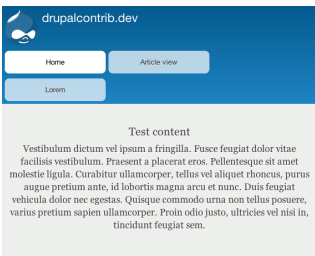 drupalcontrib.dev
Home
Article view
Lorem
Test content
Vestibulum dictum vel ipsum a fringilla. Fusce feugiat dolor vitae
facilisis vestibulum. Praesent a placerat eros. Pellentesque sit amet
molestie ligula. Curabitur ullamcorper, tellus vel aliquet rhoncus, purus
augue pretium ante, id lobortis magna arcu et nunc. Duis feugiat
vehicula dolor nec egestas. Quisque commodo urna non tellus posuere,
varius pretium sapien ullamcorper. Proin odio justo, ultricies vel nisi in,
tincidunt feugiat sem.